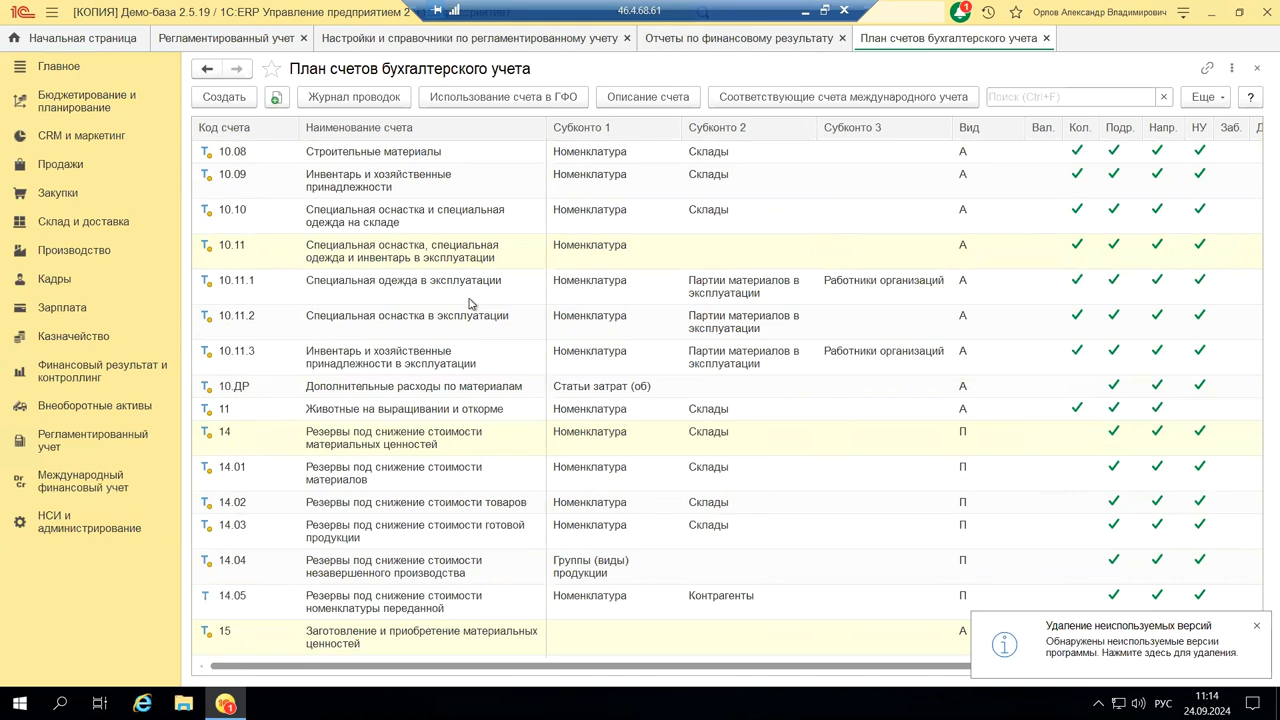 [КОПИЯ] Демо-база 2.5.19 / 1С:ERP Управление предприятием 2
46.4.68.61
1
Орлов Александр Владимирович
Начальная страница
Регламентированный учет ×
Настройки и справочники по регламентированному учету ×
Отчеты по финансовому результату ×
План счетов бухгалтерского учета ×
Главное
Бюджетирование и
планирование
CRM и маркетинг
Продажи
Закупки
Склад и доставка
Производство
Кадры
Зарплата
Казначейство
Финансовый результат и
контроллинг
Внеоборотные активы
Регламентированный
учет
Международный
финансовый учет
НСИ и
администрирование
План счетов бухгалтерского учета
Создать Журнал проводок Использование счета в ГФО Описание счета Соответствующие счета международного учета Поиск (Ctrl+F) × Еще ?
Код счета Наименование счета Субконто 1 Субконто 2 Субконто 3 Вид Вал. Кол. Подр. Напр. НУ Заб.
10.08 Строительные материалы Номенклатура Склады А
10.09 Инвентарь и хозяйственные Номенклатура Склады А
принадлежности
10.10 Специальная оснастка и специальная Номенклатура Склады А
одежда на складе
10.11 Специальная оснастка, специальная Номенклатура А
одежда и инвентарь в эксплуатации
10.11.1 Специальная одежда в эксплуатации Номенклатура Партии материалов в Работники организаций А
эксплуатации
10.11.2 Специальная оснастка в эксплуатации Номенклатура Партии материалов в А
эксплуатации
10.11.3 Инвентарь и хозяйственные Номенклатура Партии материалов в Работники организаций А
принадлежности в эксплуатации эксплуатации
10.ДР Дополнительные расходы по материалам Статьи затрат (об) А
11 Животные на выращивании и откорме Номенклатура Склады А
14 Резервы под снижение стоимости Номенклатура Склады П
материальных ценностей
14.01 Резервы под снижение стоимости Номенклатура Склады П
материалов
14.02 Резервы под снижение стоимости товаров Номенклатура Склады П
14.03 Резервы под снижение стоимости готовой Номенклатура Склады П
продукции
14.04 Резервы под снижение стоимости Группы (виды) П
незавершенного производства продукции
14.05 Резервы под снижение стоимости Номенклатура Контрагенты П
номенклатуры переданной
15 Заготовление и приобретение материальных А
ценностей
Удаление неиспользуемых версий
Обнаружены неиспользуемые версии
программы. Нажмите здесь для удаления.
РУС
11:14
24.09.2024